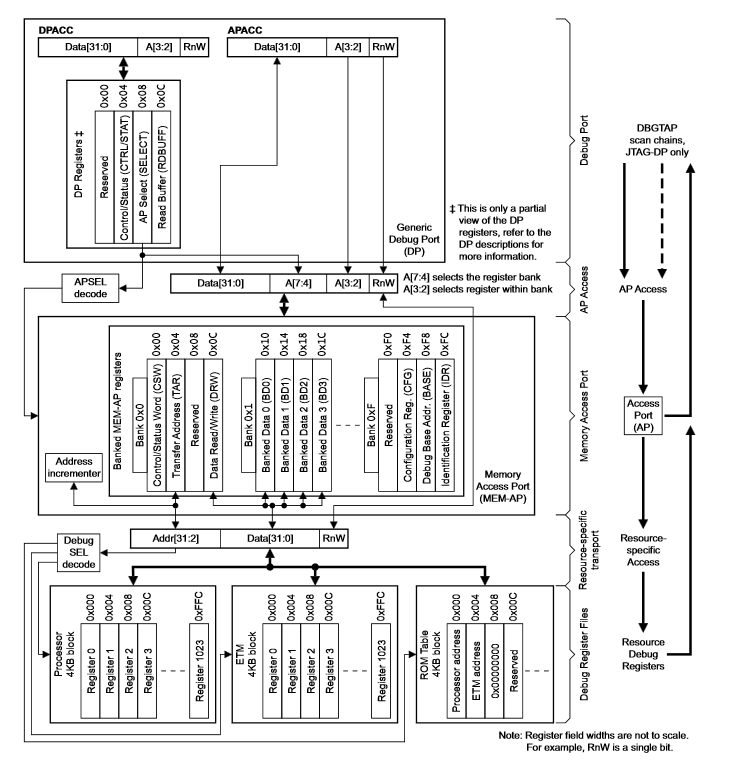 DPACC
Data[31:0] A[3:2] RnW
APACC
Data[31:0] A[3:2] RnW
DP Registers ‡
0x00
0x04
0x08
0x0C
Reserved
Control/Status (CTRL/STAT)
AP Select (SELECT)
Read Buffer (RDBUFF)
Generic
Debug Port
(DP)
‡ This is only a partial
view of the DP
registers, refer to the
DP descriptions for
more information.
Debug Port
DBGTAP
scan chains,
JTAG-DP only
APSEL
decode
Data[31:0] A[7:4] A[3:2] RnW
A[7:4] selects the register bank
A[3:2] selects register within bank
AP Access
AP Access
Banked MEM-AP registers
Bank 0x0
0x00
0x04
0x08
0x0C
Control/Status Word (CSW)
Transfer Address (TAR)
Reserved
Data Read/Write (DRW)
Bank 0x1
0x10
0x14
0x18
0x1C
Banked Data 0 (BD0)
Banked Data 1 (BD1)
Banked Data 2 (BD2)
Banked Data 3 (BD3)
Bank 0xF
0xF0
0xF4
0xF8
0xFC
Reserved
Configuration Reg. (CFG)
Debug Base Addr. (BASE)
Identification Register (IDR)
Address
incrementer
Memory
Access Port
(MEM-AP)
Memory Access Port
Access
Port
(AP)
Debug
SEL
decode
Addr[31:2] Data[31:0] RnW
Resource-specific
transport
Resource-
specific
Access
Processor
4KB block
0x000
0x004
0x008
0x00C
0xFFC
Register 0
Register 1
Register 2
Register 3
Register 1023
ETM
4KB block
0x000
0x004
0x008
0x00C
0xFFC
Register 0
Register 1
Register 2
Register 3
Register 1023
ROM Table
4KB block
0x000
0x004
0x008
0x00C
Processor address
ETM address
0x00000000
Reserved
Debug Register Files
Resource
Debug
Registers
Note: Register field widths are not to scale.
For example, RnW is a single bit.